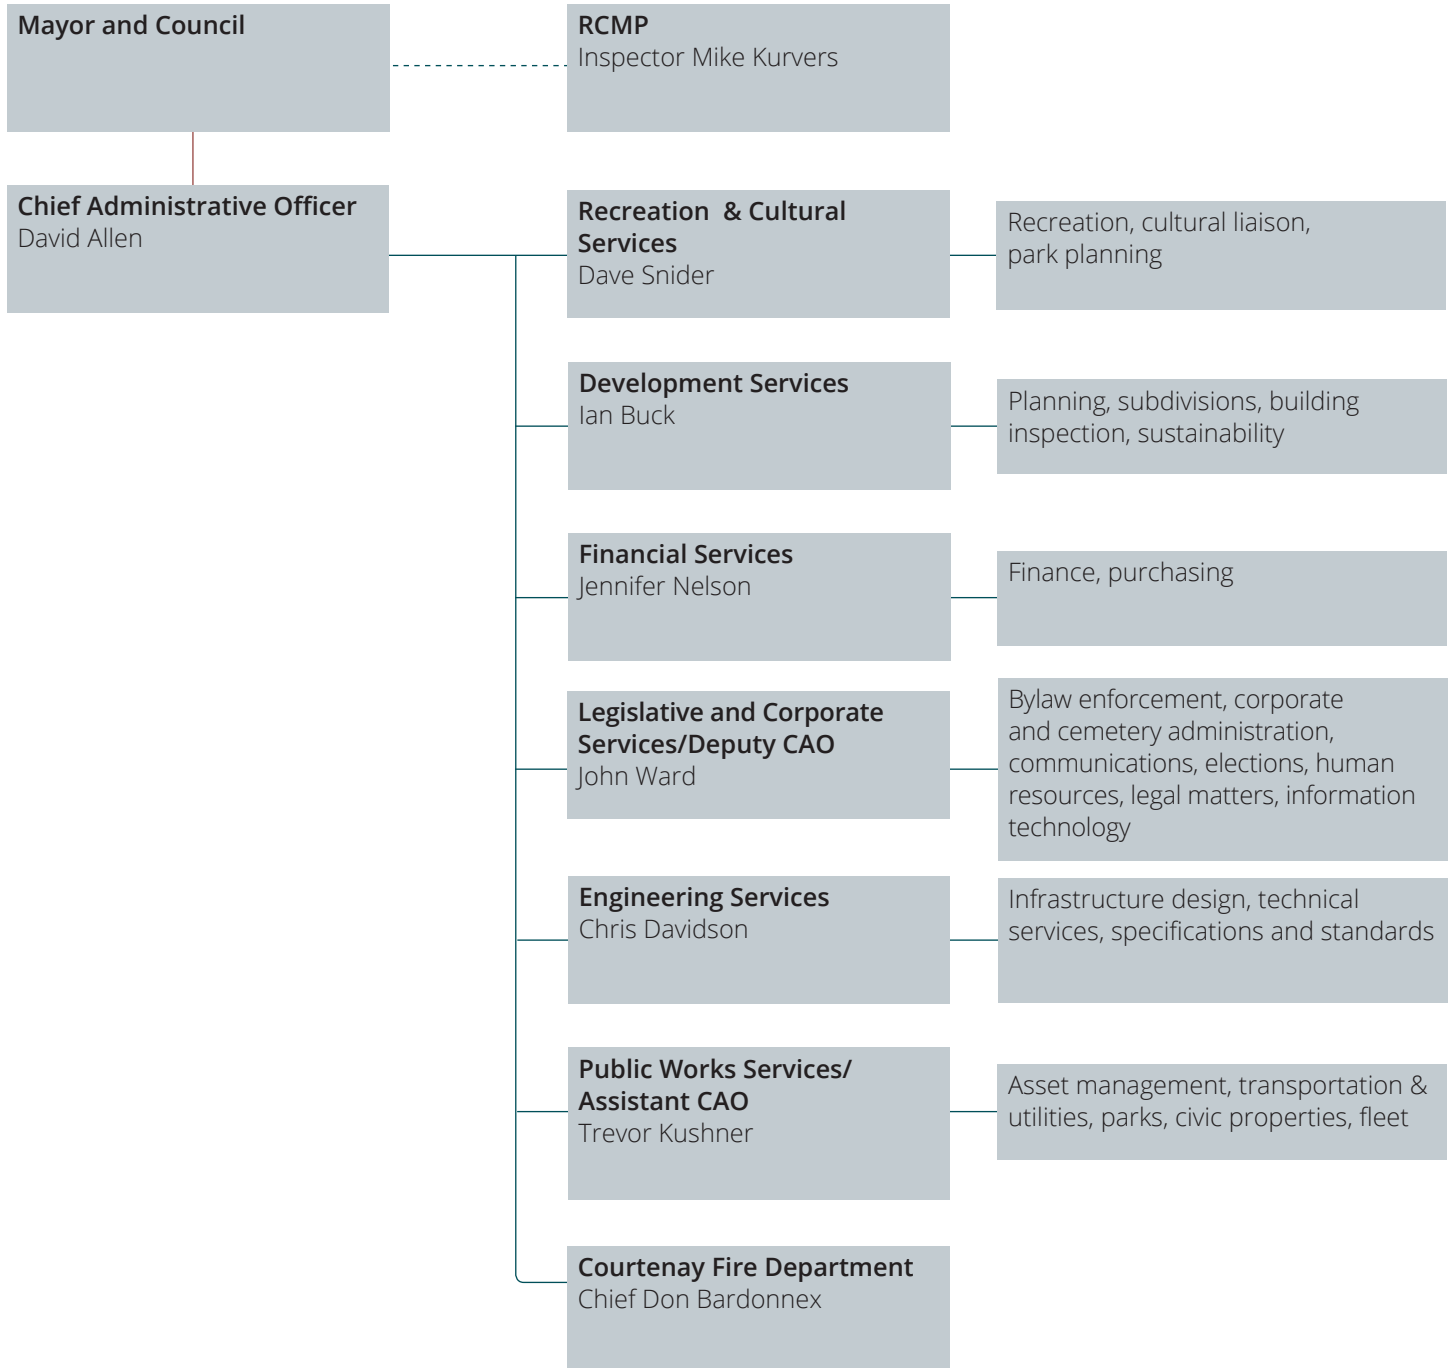 Mayor and Council
RCMP
Inspector Mike Kurvers
Chief Administrative Officer
David Allen
Recreation & Cultural
Services
Dave Snider
Recreation, cultural liaison,
park planning
Development Services
Ian Buck
Planning, subdivisions, building
inspection, sustainability
Financial Services
Jennifer Nelson
Finance, purchasing
Legislative and Corporate
Services/Deputy CAO
John Ward
Bylaw enforcement, corporate
and cemetery administration,
communications, elections, human
resources, legal matters, information
technology
Engineering Services
Chris Davidson
Infrastructure design, technical
services, specifications and standards
Public Works Services/
Assistant CAO
Trevor Kushner
Asset management, transportation &
utilities, parks, civic properties, fleet
Courtenay Fire Department
Chief Don Bardonnex